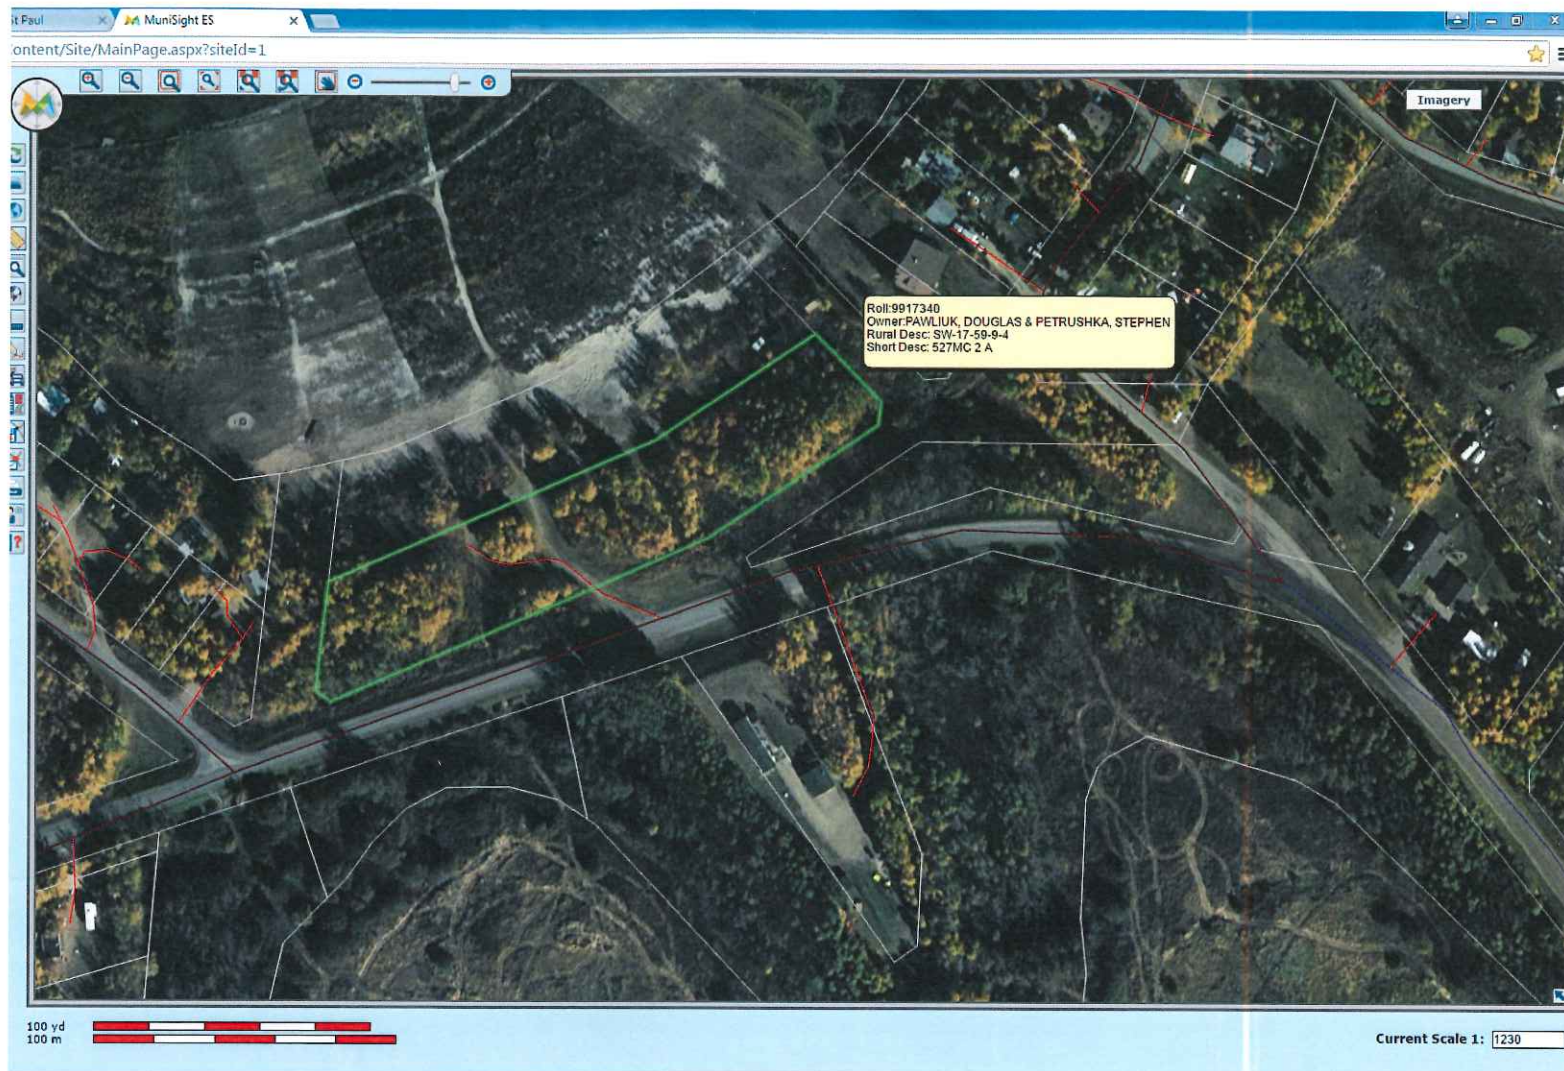 t Paul
MuniSight ES
ontent/Site/MainPage.aspx?siteId=1
Imagery
Roll:9917340
Owner:PAWLIUK, DOUGLAS & PETRUSHKA, STEPHEN
Rural Desc: SW-17-59-9-4
Short Desc: 527MC 2 A
100 yd
100 m
Current Scale 1: 1230